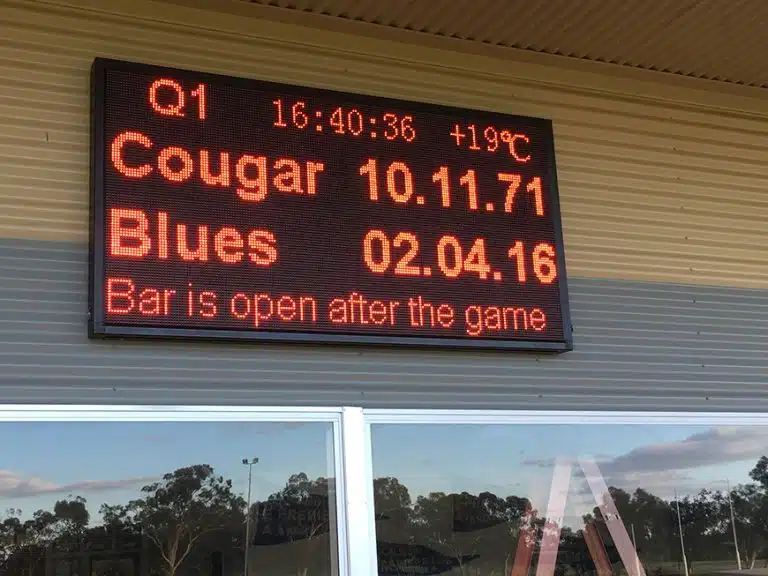 Q1 16:40:36 +19℃
Cougar 10.11.71
Blues 02.04.16
Bar is open after the game